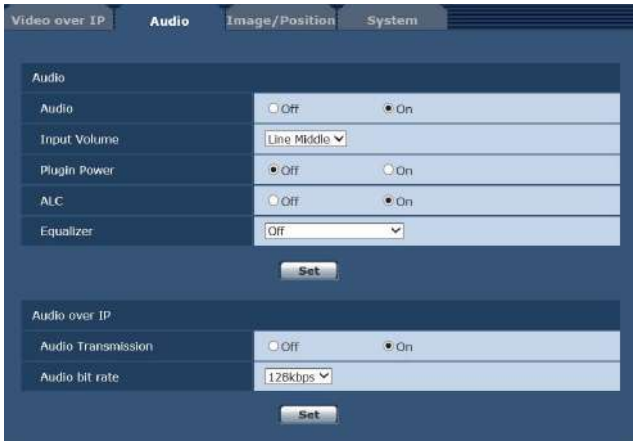 Video over IP Audio Image/Position System
Audio
Audio Off On
Input Volume Line Middle
Plugin Power Off On
ALC Off On
Equalizer Off
Set
Audio over IP
Audio Transmission Off On
Audio bit rate 128kbps
Set